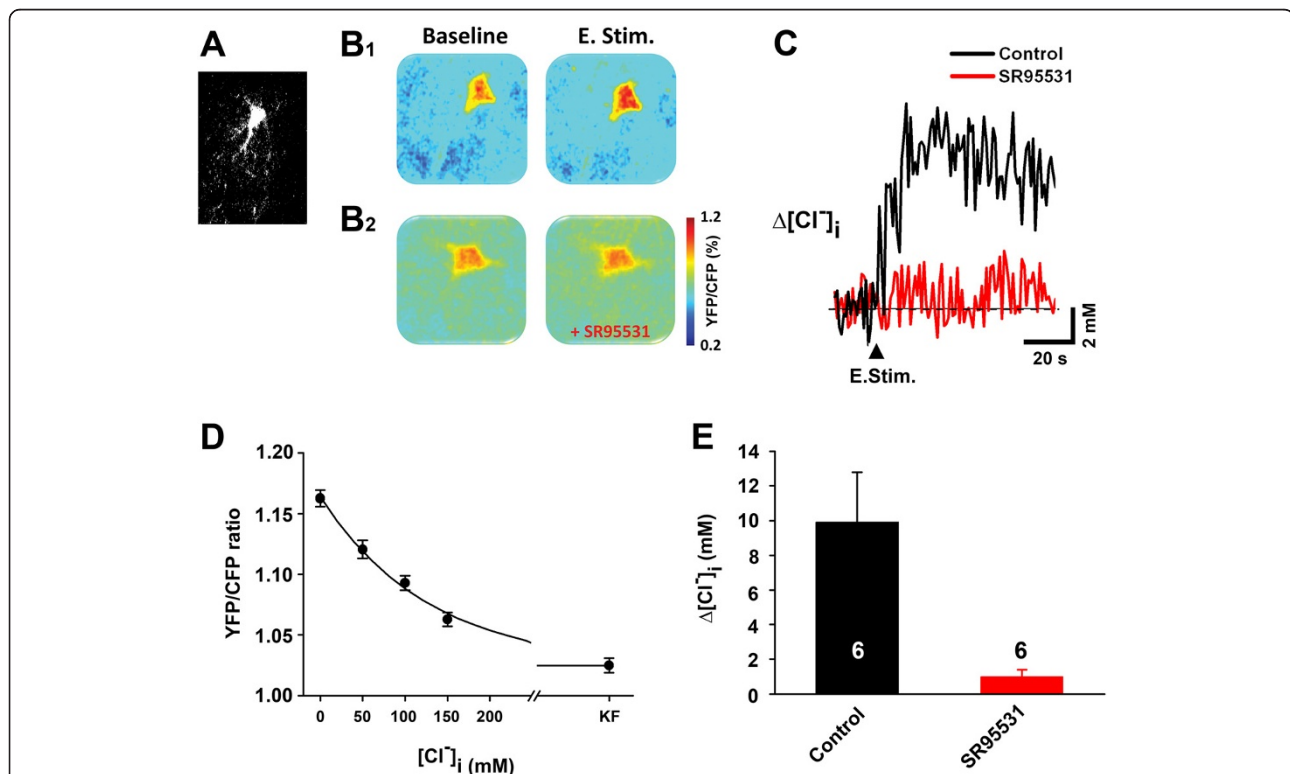 A
B1
Baseline
E. Stim.
B2
+ SR95531
1.2
YFP/CFP (%)
0.2
C
Control
SR95531
Δ[Cl⁻]i
2 mM
20 s
E.Stim.
D
1.20
1.15
1.10
1.05
1.00
YFP/CFP ratio
0 50 100 150 200 KF
[Cl⁻]i (mM)
E
14
12
10
8
6
4
2
0
Δ[Cl⁻]i (mM)
6
6
Control
SR95531